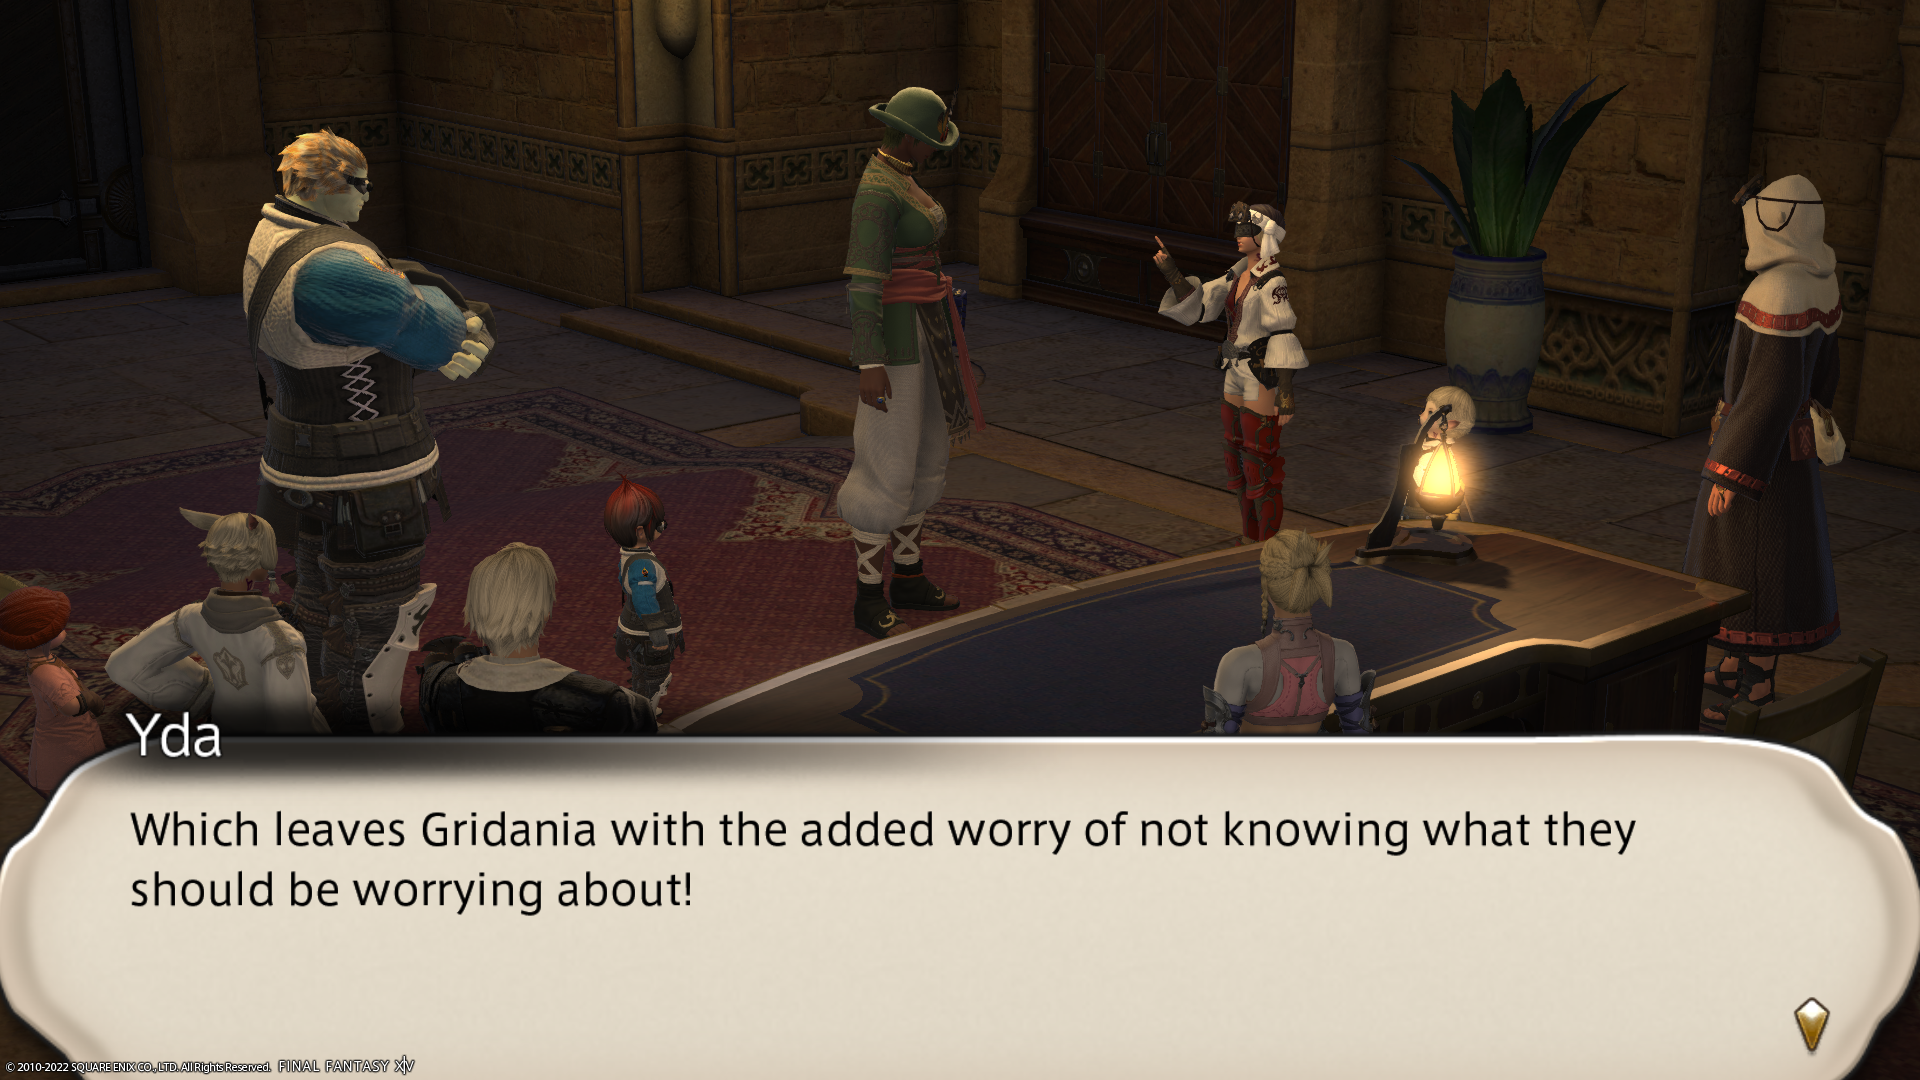 Yda
Which leaves Gridania with the added worry of not knowing what they
should be worrying about!
© 2010-2022 SQUARE ENIX CO., LTD. All Rights Reserved. FINAL FANTASY XIV